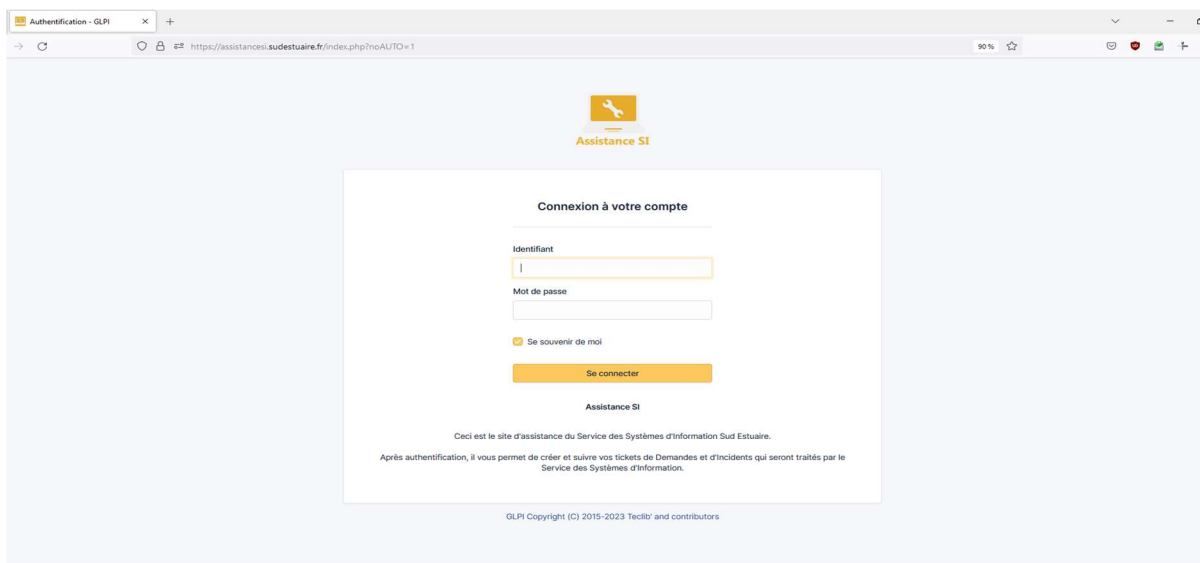 Authentification - GLPI
https://assistancesi.sudestuaire.fr/index.php?noAUTO=1
90 %
Assistance SI
Connexion à votre compte
Identifiant
Mot de passe
Se souvenir de moi
Se connecter
Assistance SI
Ceci est le site d'assistance du Service des Systèmes d'Information Sud Estuaire.
Après authentification, il vous permet de créer et suivre vos tickets de Demandes et d'Incidents qui seront traités par le
Service des Systèmes d'Information.
GLPI Copyright (C) 2015-2023 Teclib' and contributors